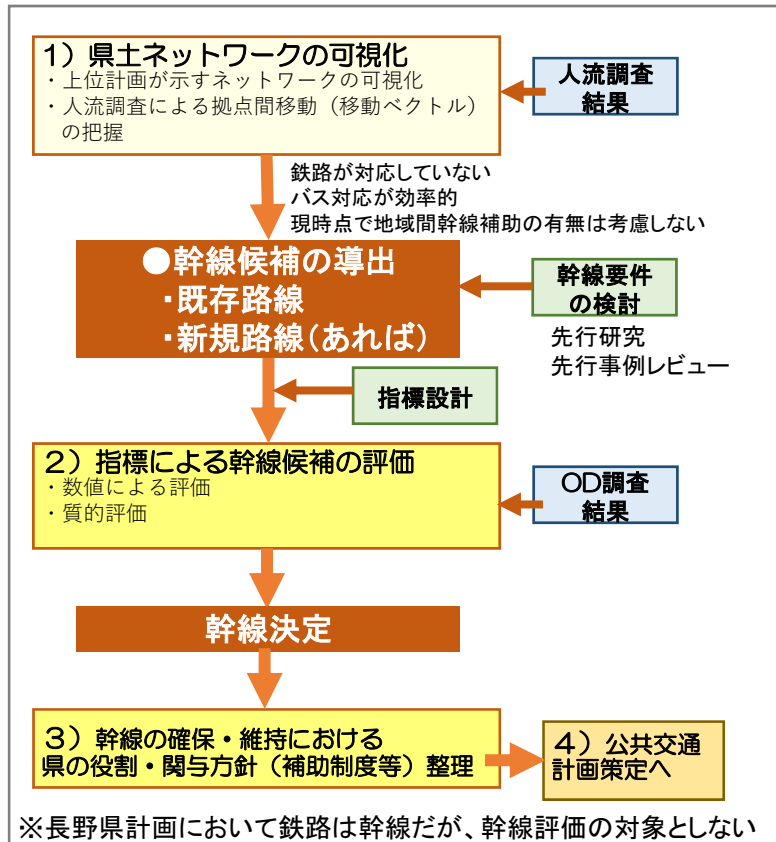 1）県土ネットワークの可視化
・上位計画が示すネットワークの可視化
・人流調査による拠点間移動（移動ベクトル）
の把握
人流調査
結果
鉄路が対応していない
バス対応が効率的
現時点で地域間幹線補助の有無は考慮しない
●幹線候補の導出
・既存路線
・新規路線（あれば）
幹線要件
の検討
先行研究
先行事例レビュー
指標設計
2）指標による幹線候補の評価
・数値による評価
・質的評価
OD調査
結果
幹線決定
3）幹線の確保・維持における
県の役割・関与方針（補助制度等）整理
4）公共交通
計画策定へ
※長野県計画において鉄路は幹線だが、幹線評価の対象としない